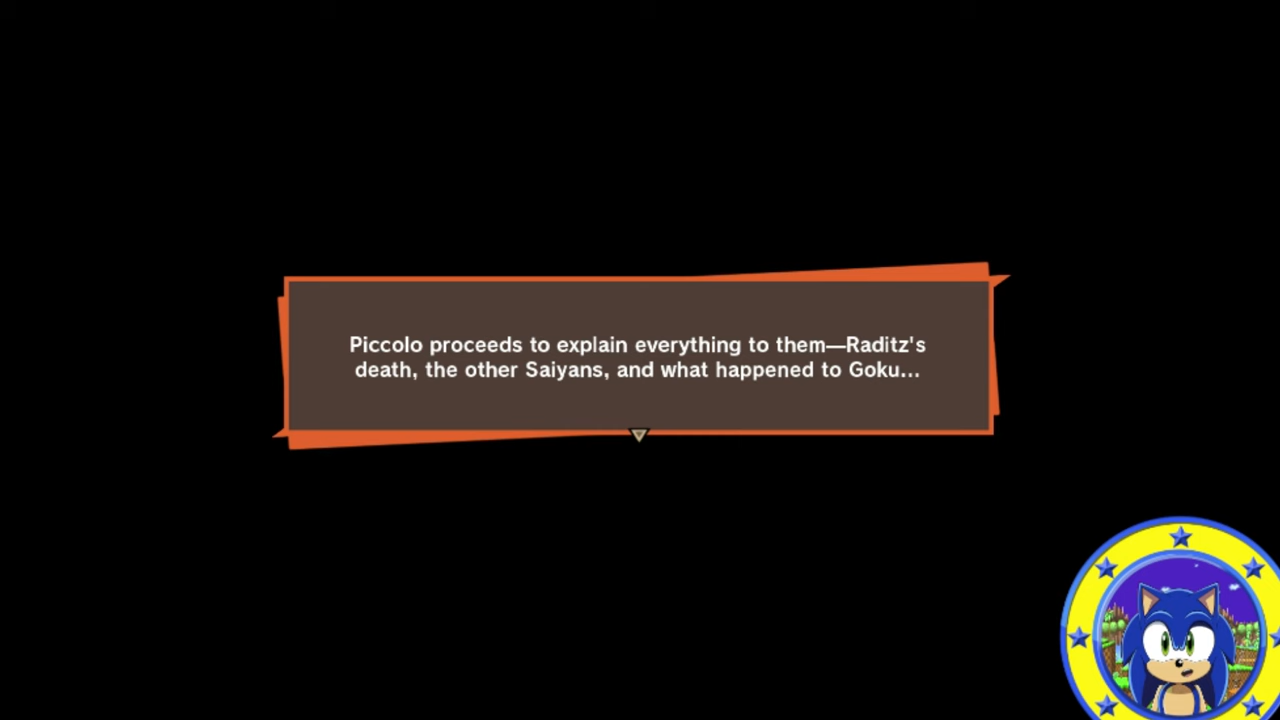 Piccolo proceeds to explain everything to them—Raditz's
death, the other Saiyans, and what happened to Goku...